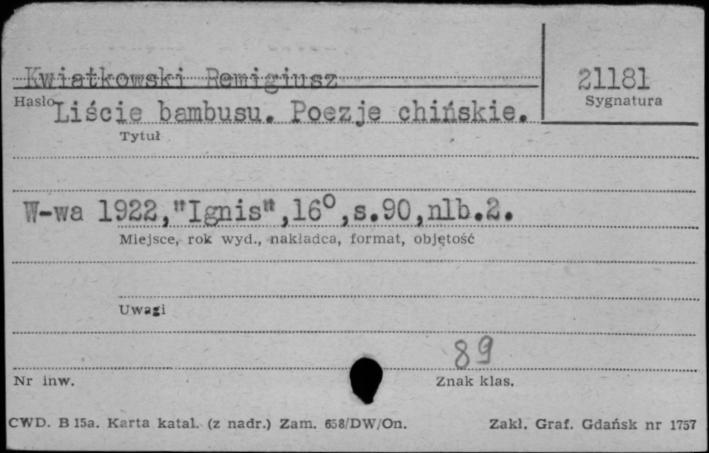 Kwiatkowski Remigiusz
21181
Hasło
Sygnatura
Liście bambusu. Poezje chińskie.
Tytuł
W-wa 1922,"Ignis",16°,s.90,nlb.2.
Miejsce, rok wyd., nakładca, format, objętość
Uwagi
89
Nr inw.
Znak klas.
CWD. B 15a. Karta katal. (z nadr.) Zam. 658/DW/On.
Zakł. Graf. Gdańsk nr 1757